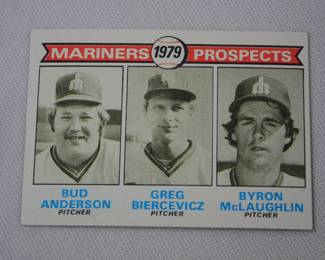 MARINERS 1979 PROSPECTS
BUD
ANDERSON
PITCHER
GREG
BIERCEVICZ
PITCHER
BYRON
McLAUGHLIN
PITCHER